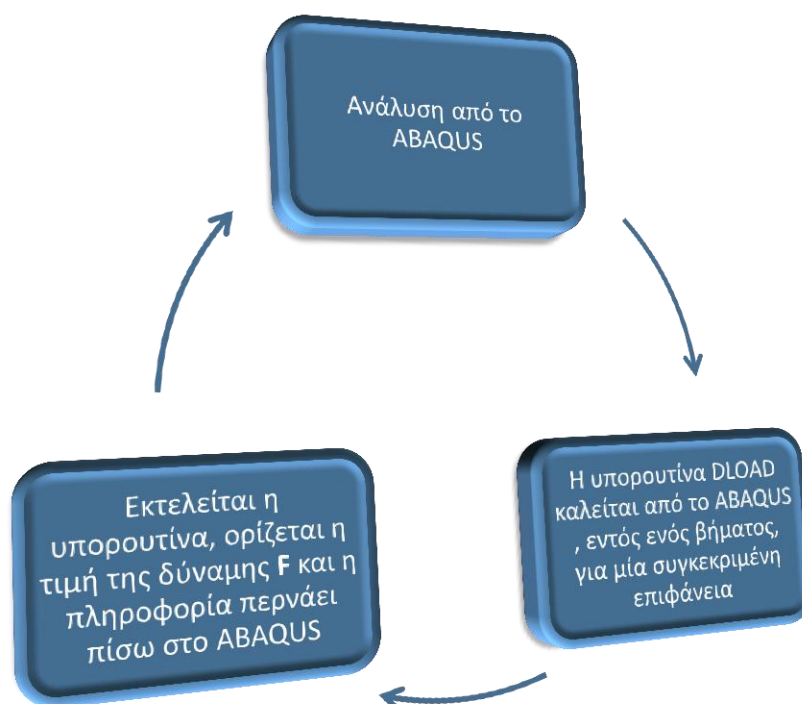 Ανάλυση από το
ABAQUS
Η υπορουτίνα DLOAD
καλείται από το ABAQUS
, εντός ενός βήματος,
για μία συγκεκριμένη
επιφάνεια
Εκτελείται η
υπορουτίνα, ορίζεται η
τιμή της δύναμης F και η
πληροφορία περνάει
πίσω στο ABAQUS